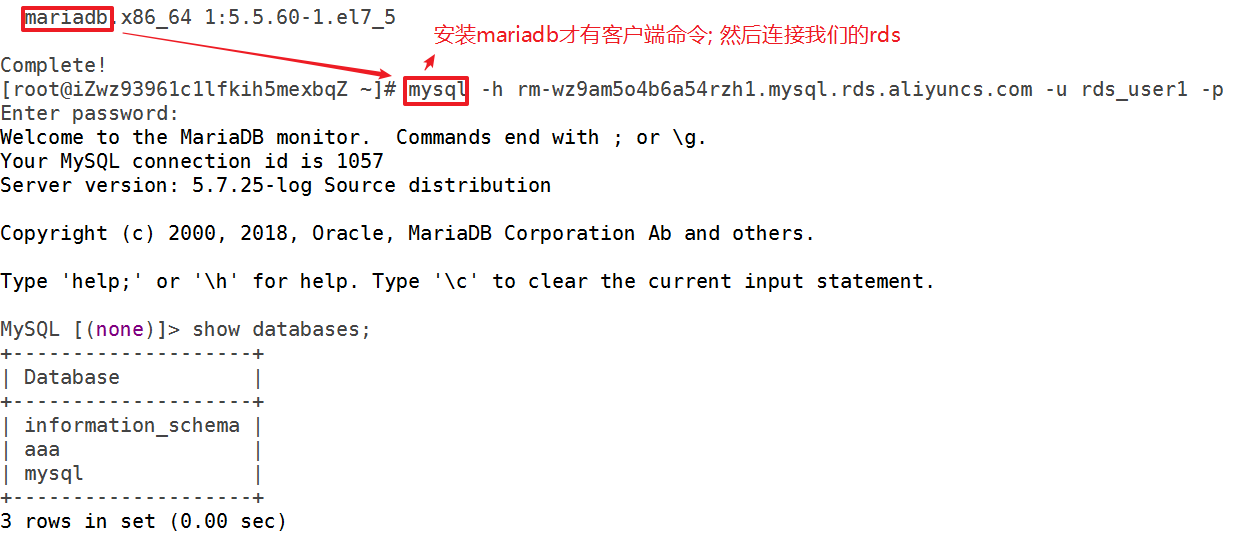 mariadb.x86_64 1:5.5.60-1.el7_5
安装mariadb才有客户端命令; 然后连接我们的rds
Complete!
[root@iZwz93961c1lfkih5mexbqZ ~]# mysql -h rm-wz9am5o4b6a54rzh1.mysql.rds.aliyuncs.com -u rds_user1 -p
Enter password:
Welcome to the MariaDB monitor.  Commands end with ; or \g.
Your MySQL connection id is 1057
Server version: 5.7.25-log Source distribution
Copyright (c) 2000, 2018, Oracle, MariaDB Corporation Ab and others.
Type 'help;' or '\h' for help. Type '\c' to clear the current input statement.
MySQL [(none)]> show databases;
+--------------------+
| Database           |
+--------------------+
| information_schema |
| aaa                |
| mysql              |
+--------------------+
3 rows in set (0.00 sec)